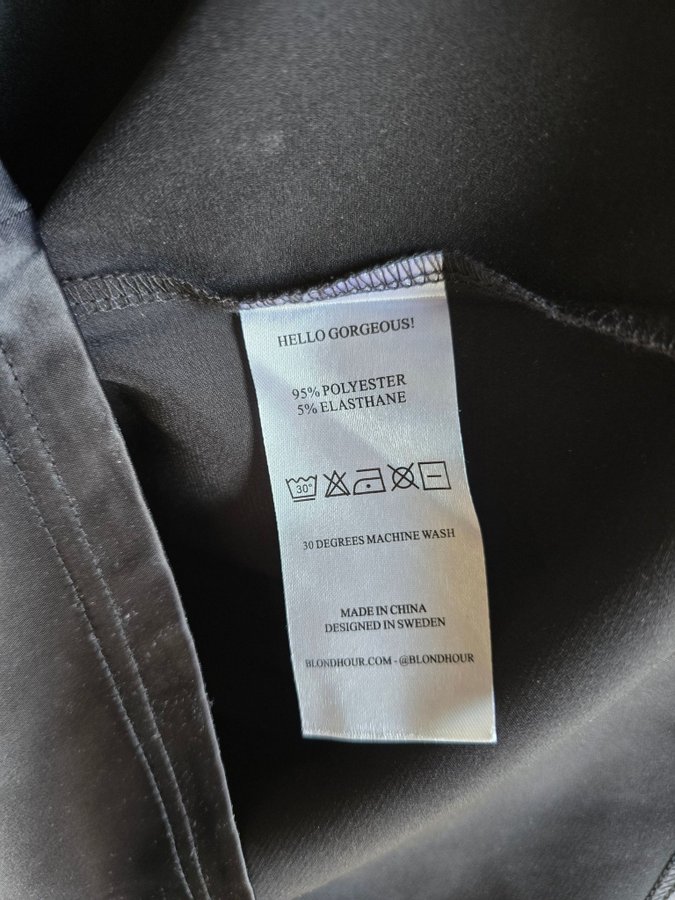 HELLO GORGEOUS!
95% POLYESTER
5% ELASTHANE
30°
30 DEGREES MACHINE WASH
MADE IN CHINA
DESIGNED IN SWEDEN
BLONDHOUR.COM - @BLONDHOUR